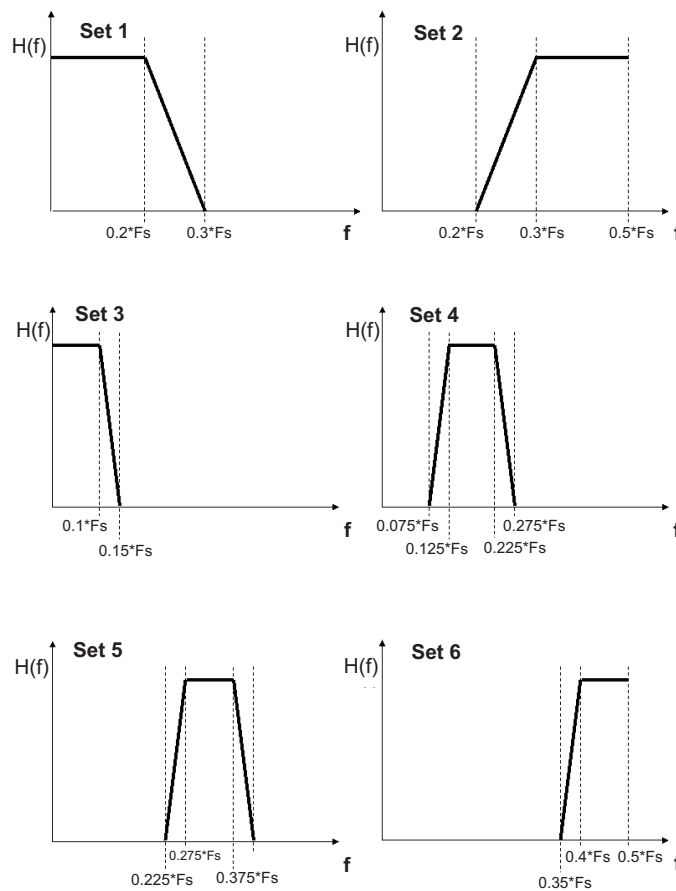 Set 1
H(f)
0.2*Fs
0.3*Fs
f
Set 2
H(f)
0.2*Fs
0.3*Fs
0.5*Fs
f
Set 3
H(f)
0.1*Fs
0.15*Fs
f
Set 4
H(f)
0.075*Fs
0.275*Fs
0.125*Fs
0.225*Fs
f
Set 5
H(f)
0.275*Fs
0.225*Fs
0.375*Fs
f
Set 6
H(f)
0.4*Fs
0.5*Fs
0.35*Fs
f